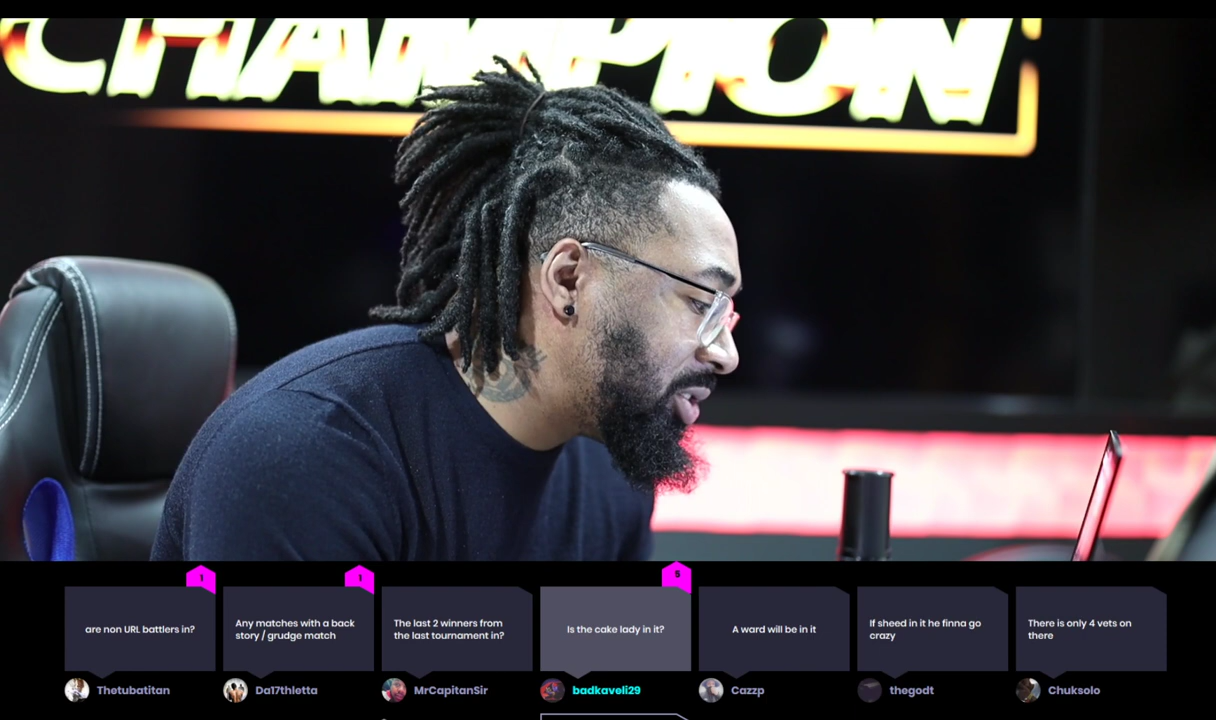 CHAMPION
1
1
5
are non URL battlers in?
Any matches with a back
story / grudge match
The last 2 winners from
the last tournament in?
Is the cake lady in it?
A ward will be in it
If sheed in it he finna go
crazy
There is only 4 vets on
there
Thetubatitan
Da17thletta
MrCapitanSir
badkaveli29
Cazzp
thegodt
Chuksolo